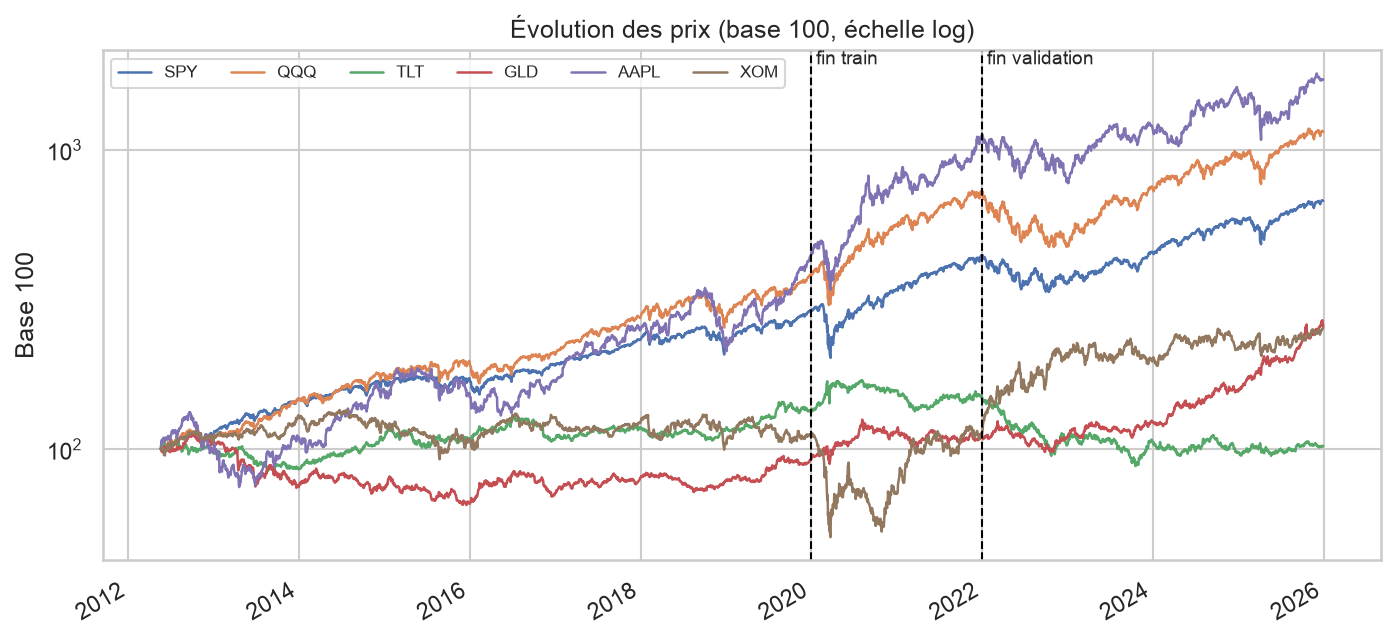 Évolution des prix (base 100, échelle log)
SPY QQQ TLT GLD AAPL XOM
fin train
fin validation
10³
10²
Base 100
2012 2014 2016 2018 2020 2022 2024 2026